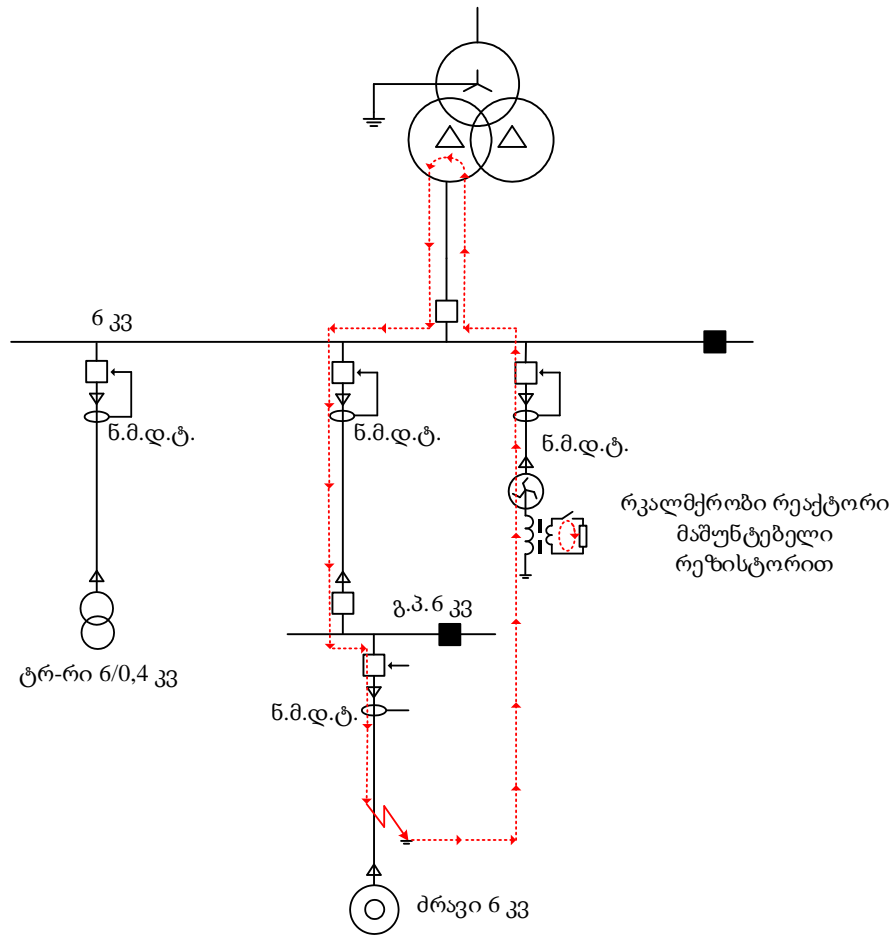 6 კვ
ნ.მ.დ.ტ.
ნ.მ.დ.ტ.
ნ.მ.დ.ტ.
რკალმქრობი რეაქტორი
მაშუნტებელი
რეზისტორით
გ.პ.6 კვ
ტრ-რი 6/0,4 კვ
ნ.მ.დ.ტ.
ძრავი 6 კვ